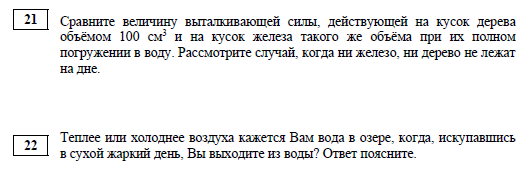 21 Сравните величину выталкивающей силы, действующей на кусок дерева
объёмом 100 см³ и на кусок железа такого же объёма при их полном
погружении в воду. Рассмотрите случай, когда ни железо, ни дерево не лежат
на дне.
22 Теплее или холоднее воздуха кажется Вам вода в озере, когда, искупавшись
в сухой жаркий день, Вы выходите из воды? Ответ поясните.